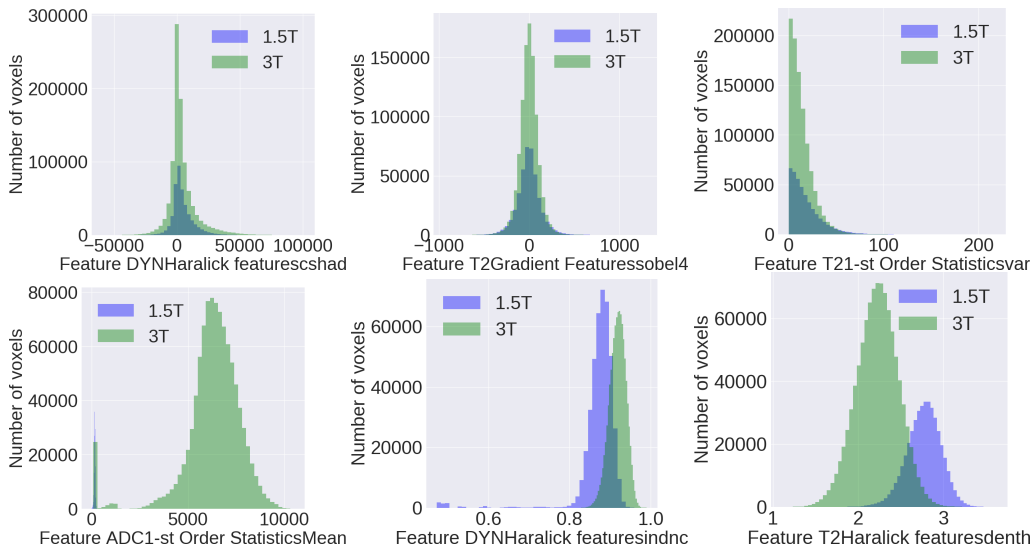 300000
200000
100000
0
−50000 0 50000 100000
Number of voxels
Feature DYNHaralick featurescshad
1.5T
3T
150000
100000
50000
0
−1000 0 1000
Number of voxels
Feature T2Gradient Featuressobel4
1.5T
3T
200000
150000
100000
50000
0
0 100 200
Number of voxels
Feature T21-st Order Statisticsvar
1.5T
3T
80000
60000
40000
20000
0
0 5000 10000
Number of voxels
Feature ADC1-st Order StatisticsMean
1.5T
3T
60000
40000
20000
0
0.6 0.8 1.0
Number of voxels
Feature DYNHaralick featuresindnc
1.5T
3T
60000
40000
20000
0
1 2 3
Number of voxels
Feature T2Haralick featuresdenth
1.5T
3T